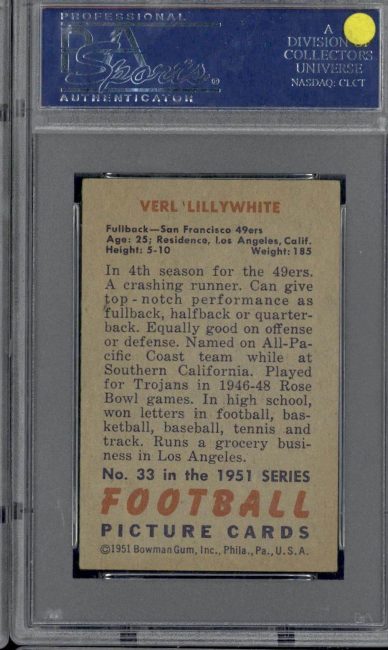 PROFESSIONAL
PSA
Sports
AUTHENTICATOR
A
DIVISION OF
COLLECTORS
UNIVERSE
NASDAQ: CLCT
VERL LILLYWHITE
Fullback—San Francisco 49ers
Age: 25; Residence, Los Angeles, Calif.
Height: 5-10 Weight: 185
In 4th season for the 49ers.
A crashing runner. Can give
top-notch performance as
fullback, halfback or quarter-
back. Equally good on offense
or defense. Named on All-Pa-
cific Coast team while at
Southern California. Played
for Trojans in 1946-48 Rose
Bowl games. In high school,
won letters in football, bas-
ketball, baseball, tennis and
track. Runs a grocery busi-
ness in Los Angeles.
No. 33 in the 1951 SERIES
FOOTBALL
PICTURE CARDS
©1951 Bowman Gum, Inc., Phila., Pa., U.S.A.